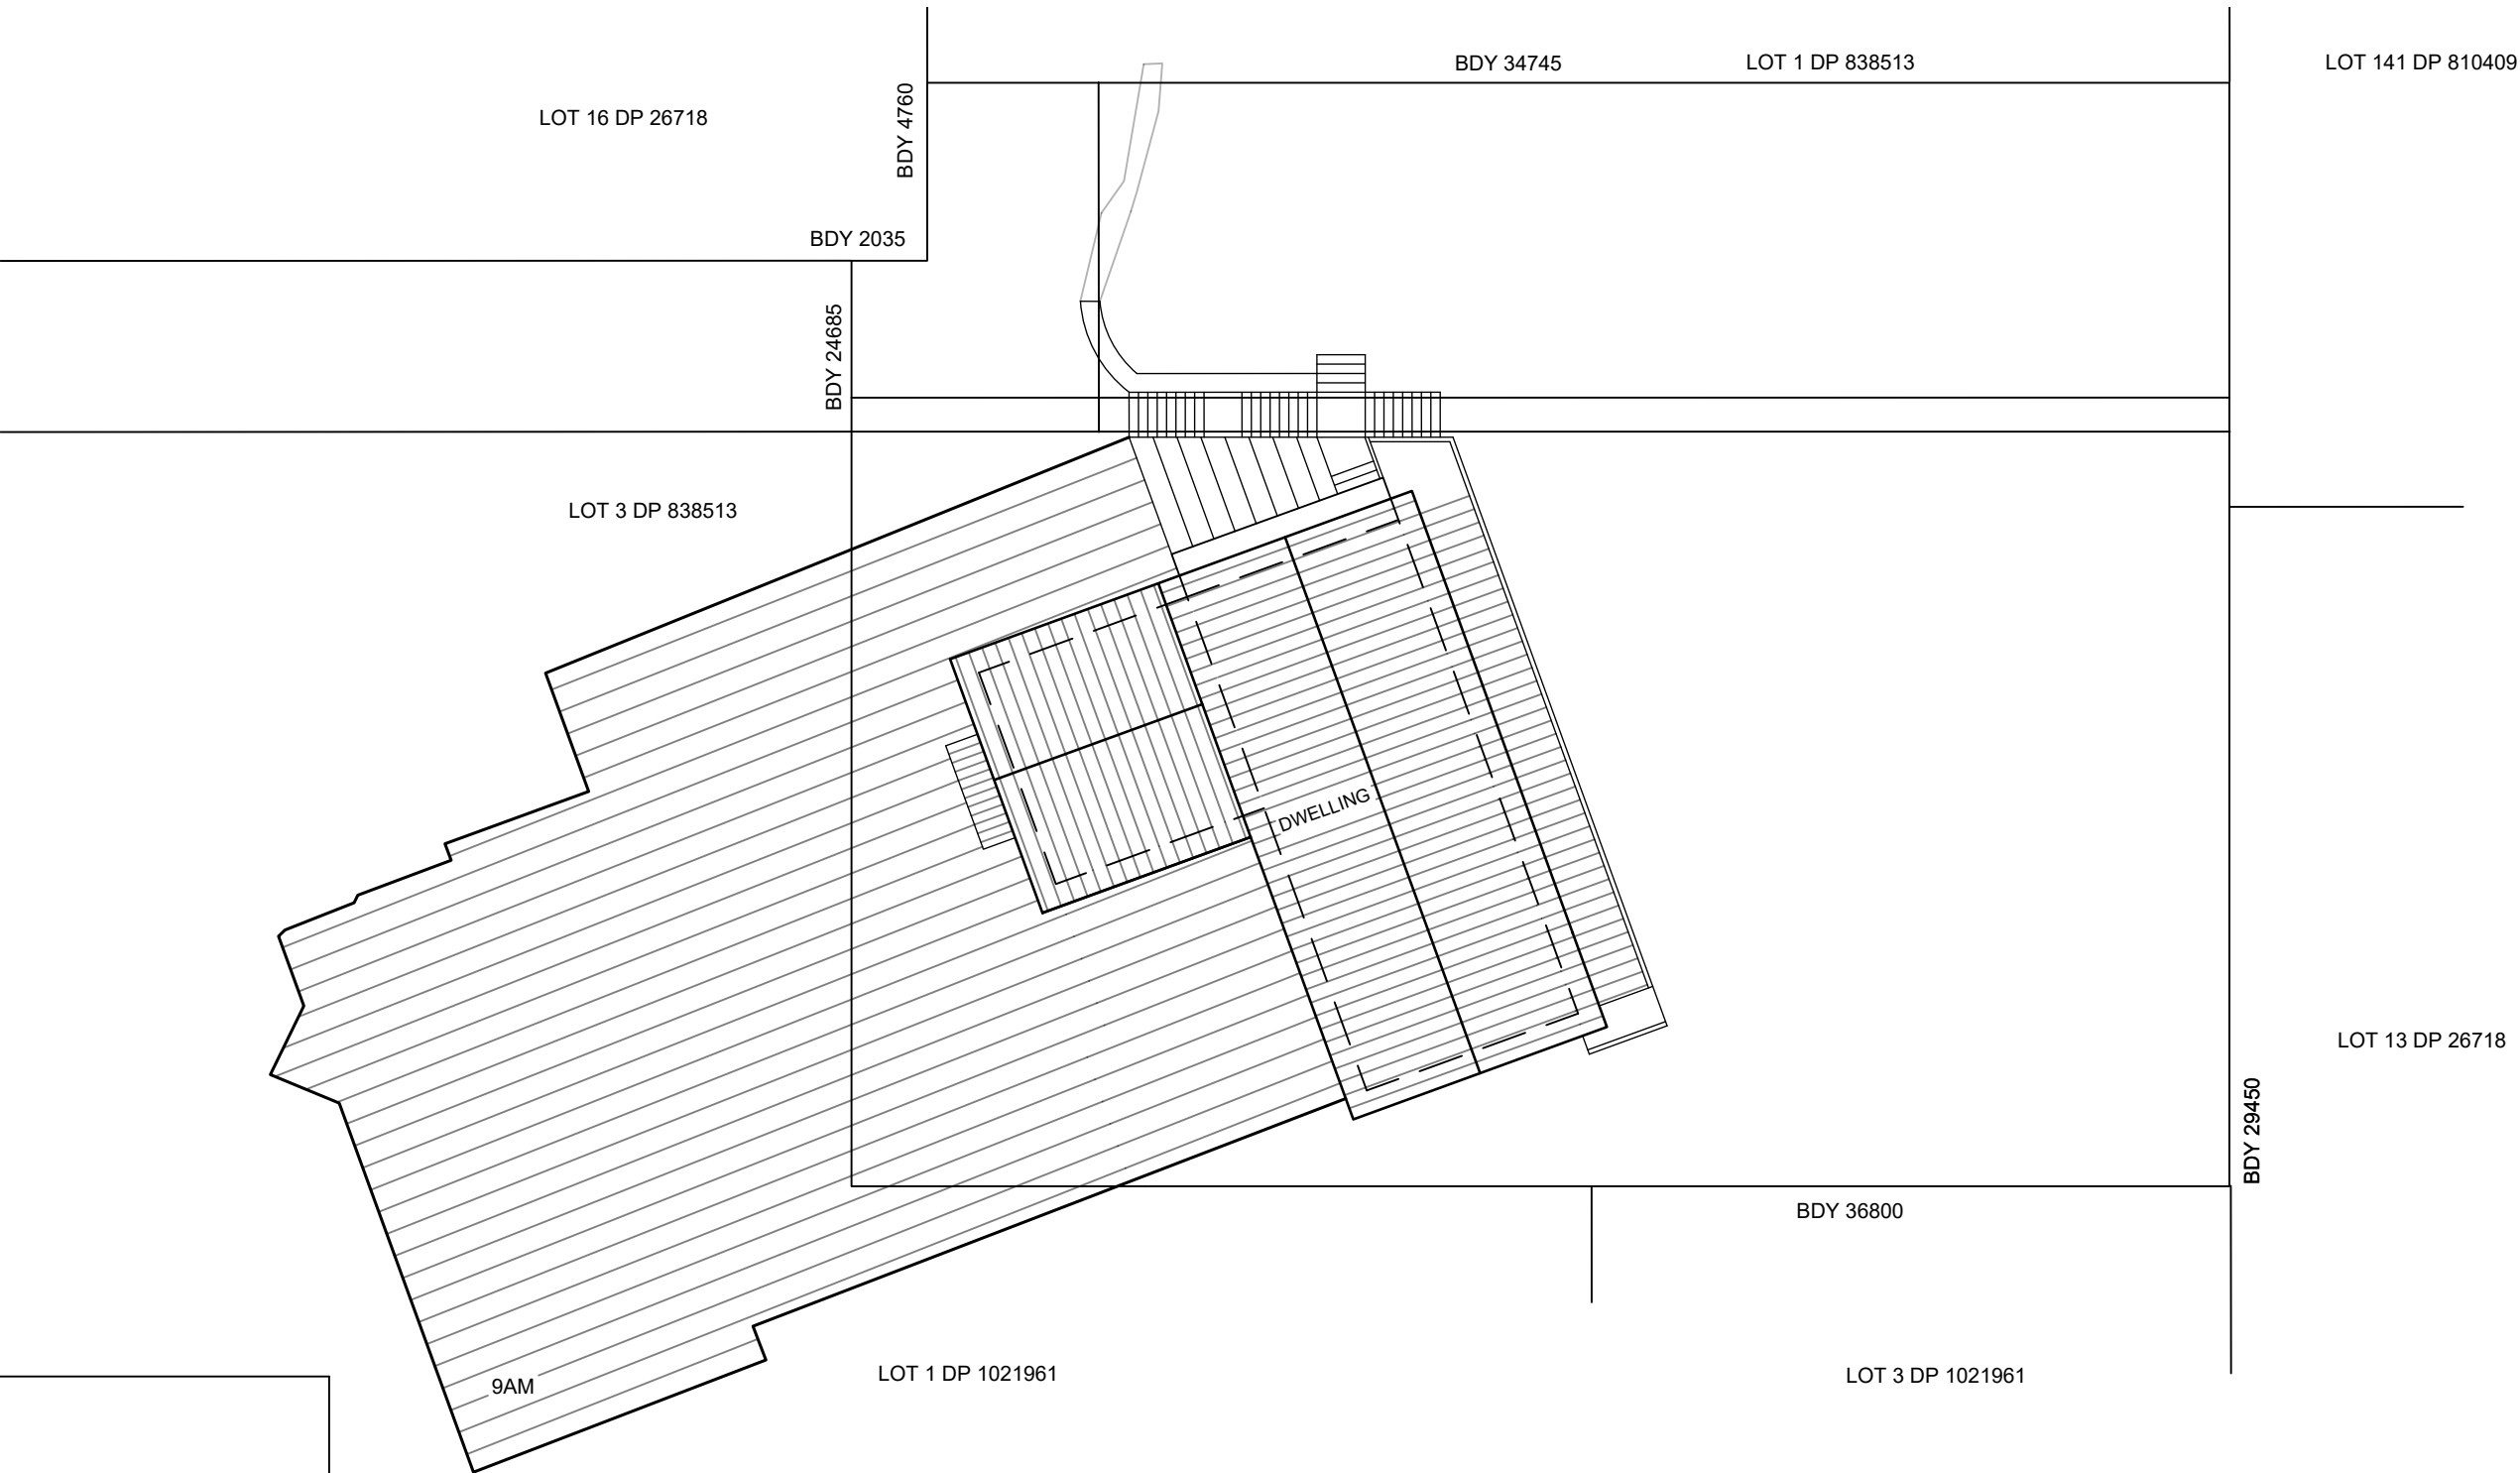 BDY 34745
LOT 1 DP 838513
LOT 141 DP 810409
LOT 16 DP 26718
BDY 4760
BDY 2035
BDY 24685
LOT 3 DP 838513
DWELLING
LOT 13 DP 26718
BDY 29450
BDY 36800
9AM
LOT 1 DP 1021961
LOT 3 DP 1021961